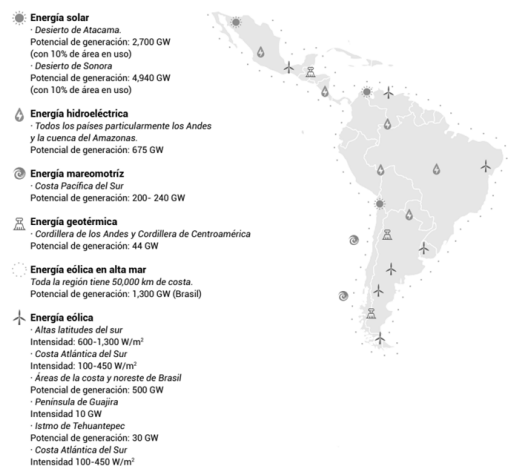 Energía solar
· Desierto de Atacama.
Potencial de generación: 2,700 GW
(con 10% de área en uso)
· Desierto de Sonora
Potencial de generación: 4,940 GW
(con 10% de área en uso)
Energía hidroeléctrica
· Todos los países particularmente los Andes
y la cuenca del Amazonas.
Potencial de generación: 675 GW
Energía mareomotríz
· Costa Pacífica del Sur
Potencial de generación: 200- 240 GW
Energía geotérmica
· Cordillera de los Andes y Cordillera de Centroamérica
Potencial de generación: 44 GW
Energía eólica en alta mar
Toda la región tiene 50,000 km de costa.
Potencial de generación: 1,300 GW (Brasil)
Energía eólica
· Altas latitudes del sur
Intensidad: 600-1,300 W/m²
· Costa Atlántica del Sur
Intensidad: 100-450 W/m²
· Áreas de la costa y noreste de Brasil
Potencial de generación: 500 GW
· Península de Guajira
Intensidad 10 GW
· Istmo de Tehuantepec
Potencial de generación: 30 GW
· Costa Atlántica del Sur
Intensidad 100-450 W/m²